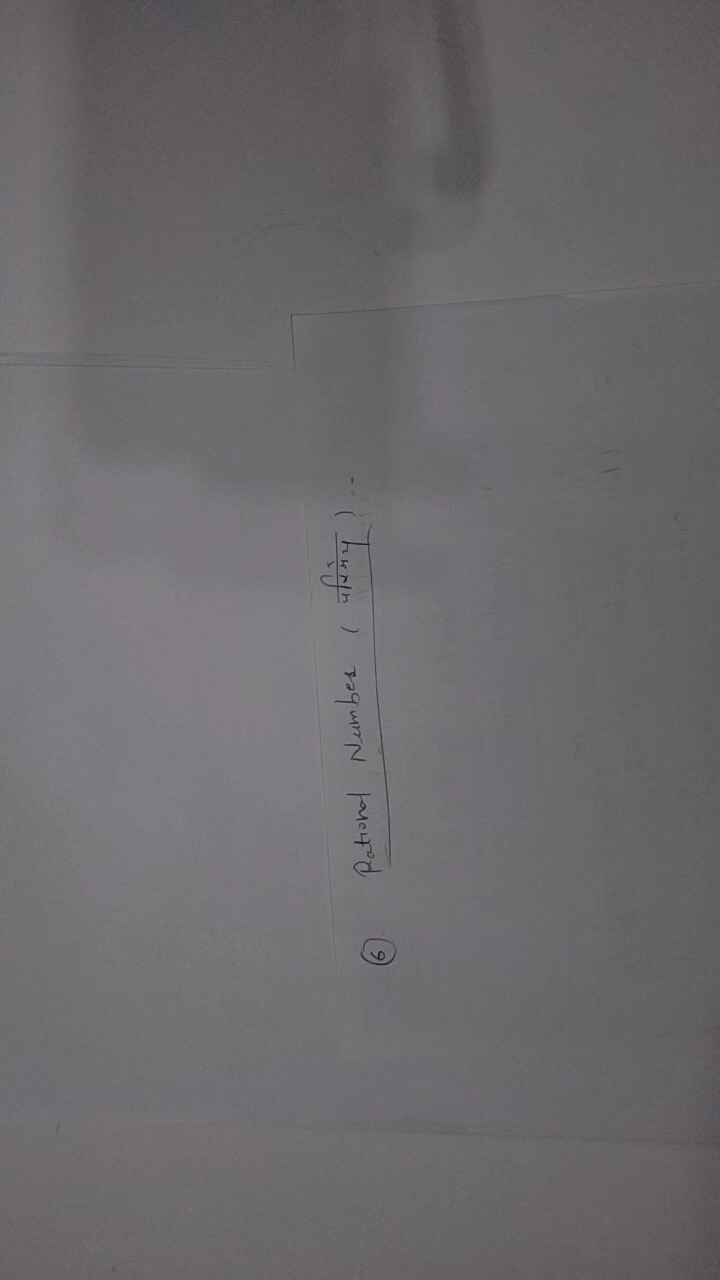 ⑥ Rational Number ( परिमेय ) . . -